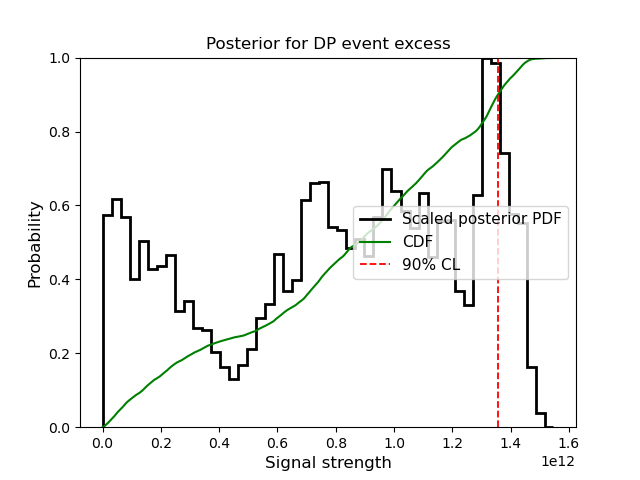 Posterior for DP event excess
1.0
0.8
0.6
0.4
0.2
0.0
Probability
Scaled posterior PDF
CDF
90% CL
0.0 0.2 0.4 0.6 0.8 1.0 1.2 1.4 1.6
1e12
Signal strength